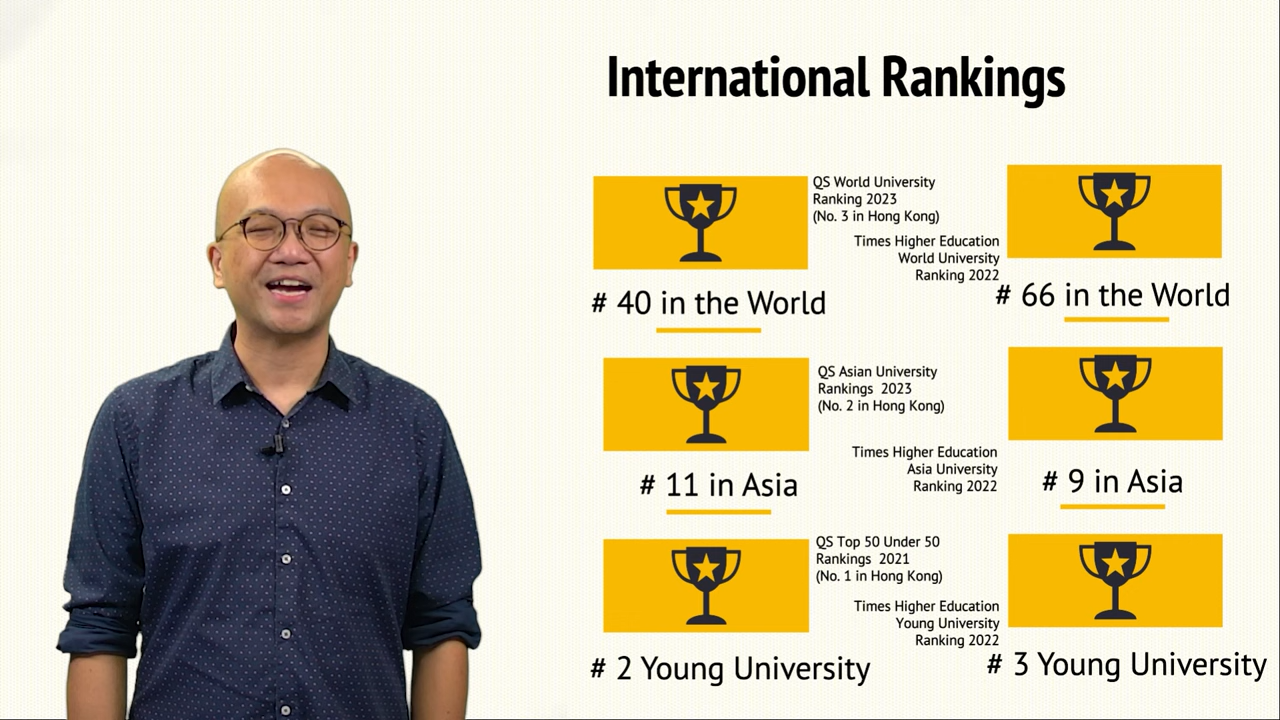 International Rankings
QS World University
Ranking 2023
(No. 3 in Hong Kong)
# 40 in the World
Times Higher Education
World University
Ranking 2022
# 66 in the World
QS Asian University
Rankings 2023
(No. 2 in Hong Kong)
# 11 in Asia
Times Higher Education
Asia University
Ranking 2022
# 9 in Asia
QS Top 50 Under 50
Rankings 2021
(No. 1 in Hong Kong)
# 2 Young University
Times Higher Education
Young University
Ranking 2022
# 3 Young University